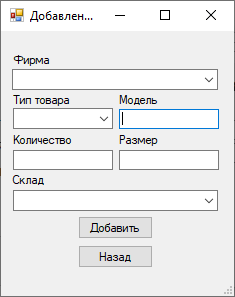 Добавлен...
Фирма
Тип товара Модель
Количество Размер
Склад
Добавить
Назад